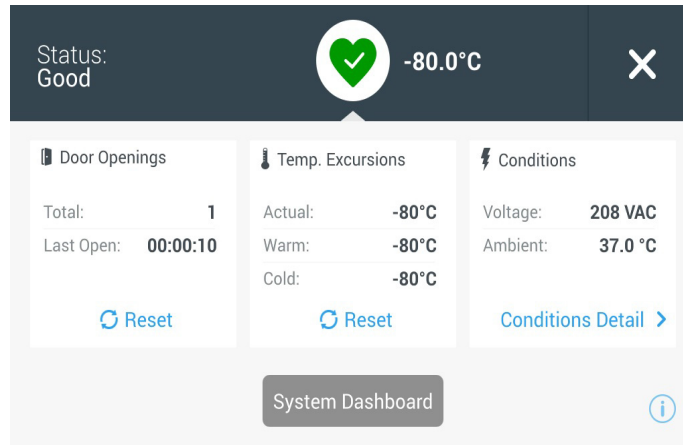 Status:
Good
-80.0°C
Door Openings
Total: 1
Last Open: 00:00:10
Reset
Temp. Excursions
Actual: -80°C
Warm: -80°C
Cold: -80°C
Reset
Conditions
Voltage: 208 VAC
Ambient: 37.0 °C
Conditions Detail
System Dashboard